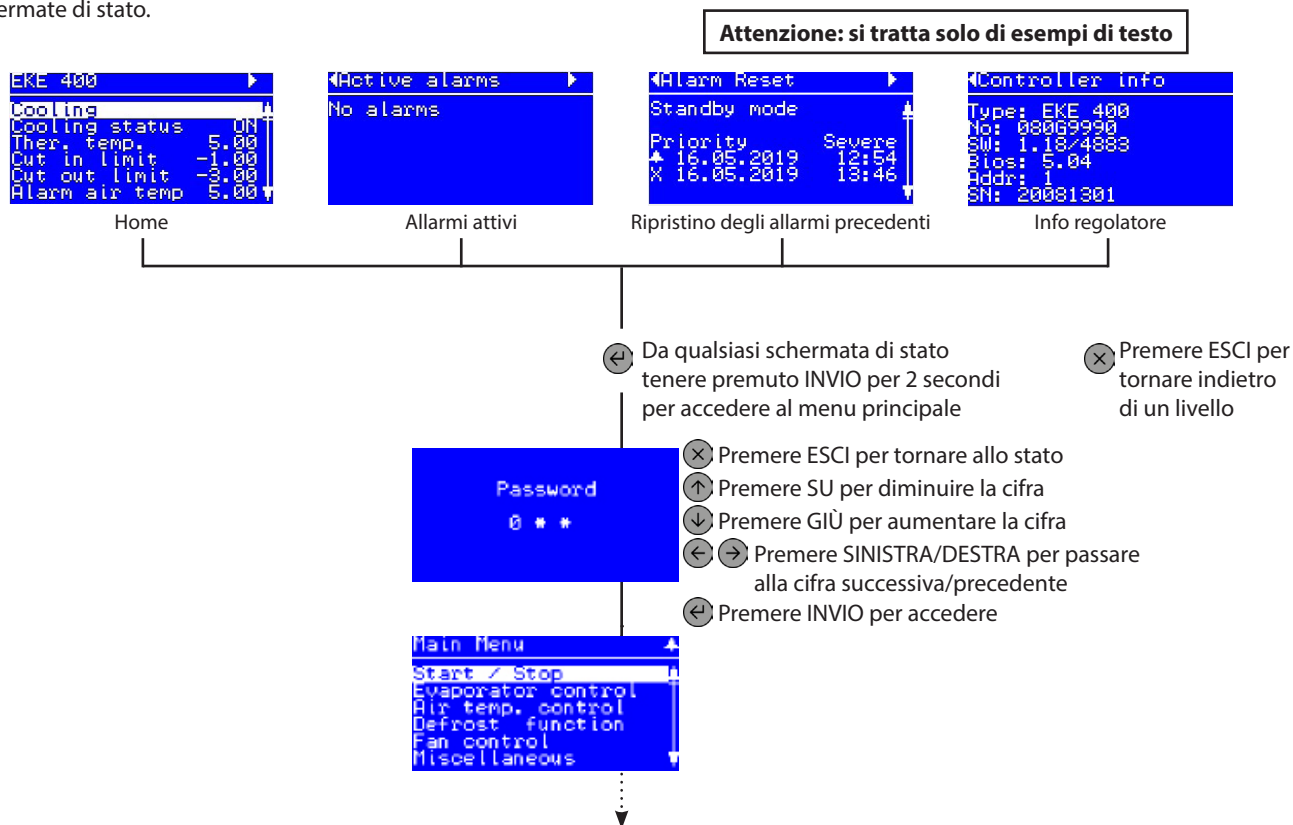 ermate di stato.
Attenzione: si tratta solo di esempi di testo
EKE 400
Cooling
Cooling status ON
Ther. temp. 5.00
Cut in limit -1.00
Cut out limit -3.00
Alarm air temp 5.00
Home
Active alarms
No alarms
Allarmi attivi
Alarm Reset
Standby mode
Priority Severe
16.05.2019 12:54
X 16.05.2019 13:46
Ripristino degli allarmi precedenti
Controller info
Type: EKE 400
No: 080G9990
SW: 1.18/4883
Bios: 5.04
Addr: 1
SN: 20081301
Info regolatore
Da qualsiasi schermata di stato
tenere premuto INVIO per 2 secondi
per accedere al menu principale
Premere ESCI per
tornare indietro
di un livello
Password
0 * *
Premere ESCI per tornare allo stato
Premere SU per diminuire la cifra
Premere GIÙ per aumentare la cifra
Premere SINISTRA/DESTRA per passare
alla cifra successiva/precedente
Premere INVIO per accedere
Main Menu
Start / Stop
Evaporator control
Air temp. control
Defrost function
Fan control
Miscellaneous